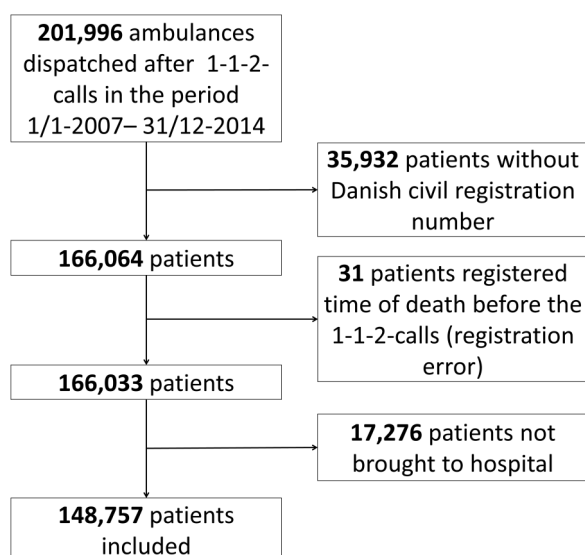 201,996 ambulances
dispatched after 1-1-2-
calls in the period
1/1-2007– 31/12-2014
35,932 patients without
Danish civil registration
number
166,064 patients
31 patients registered
time of death before the
1-1-2-calls (registration
error)
166,033 patients
17,276 patients not
brought to hospital
148,757 patients
included